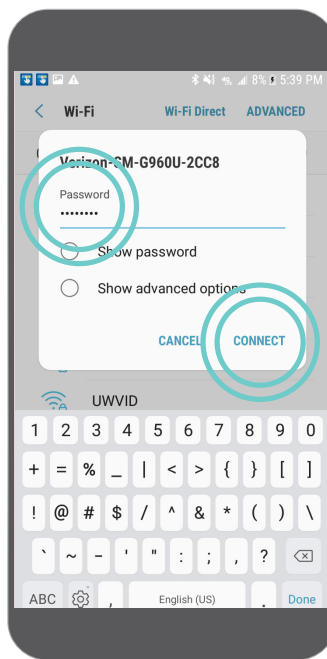 8% 5:39 PM
Wi-Fi Wi-Fi Direct ADVANCED
Verizon-SM-G960U-2CC8
Password
••••••••
Show password
Show advanced options
CANCEL CONNECT
UWVID
1 2 3 4 5 6 7 8 9 0
+ = % _ | < > { } [ ]
! @ # $ / ^ & * ( ) \
` ~ - ' " : ; , ?
ABC , English (US) . Done